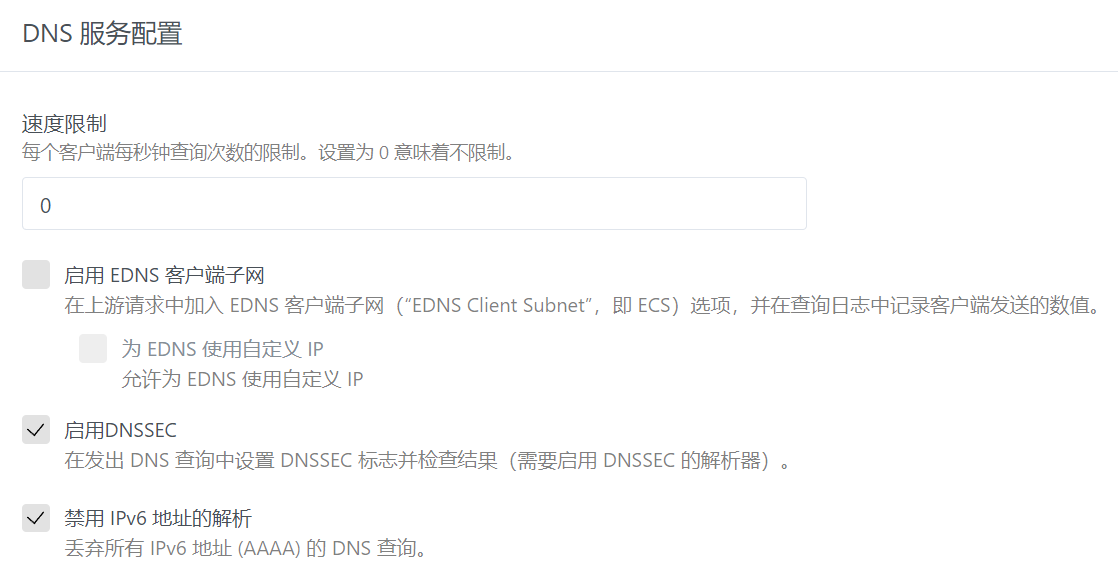 DNS 服务配置
速度限制
每个客户端每秒钟查询次数的限制。设置为 0 意味着不限制。
0
启用 EDNS 客户端子网
在上游请求中加入 EDNS 客户端子网（“EDNS Client Subnet”，即 ECS）选项，并在查询日志中记录客户端发送的数值。
为 EDNS 使用自定义 IP
允许为 EDNS 使用自定义 IP
启用DNSSEC
在发出 DNS 查询中设置 DNSSEC 标志并检查结果（需要启用 DNSSEC 的解析器）。
禁用 IPv6 地址的解析
丢弃所有 IPv6 地址 (AAAA) 的 DNS 查询。